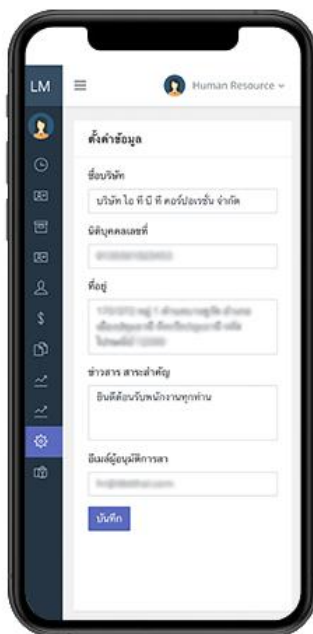 LM
Human Resource
ตั้งค่าข้อมูล
ชื่อบริษัท
บริษัท ไอ ที บี ที คอร์ปอเรชั่น จำกัด
นิติบุคคลเลขที่
ที่อยู่
ข่าวสาร สาระสำคัญ
ยินดีต้อนรับพนักงานทุกท่าน
อีเมล์ผู้อนุมัติการลา
บันทึก